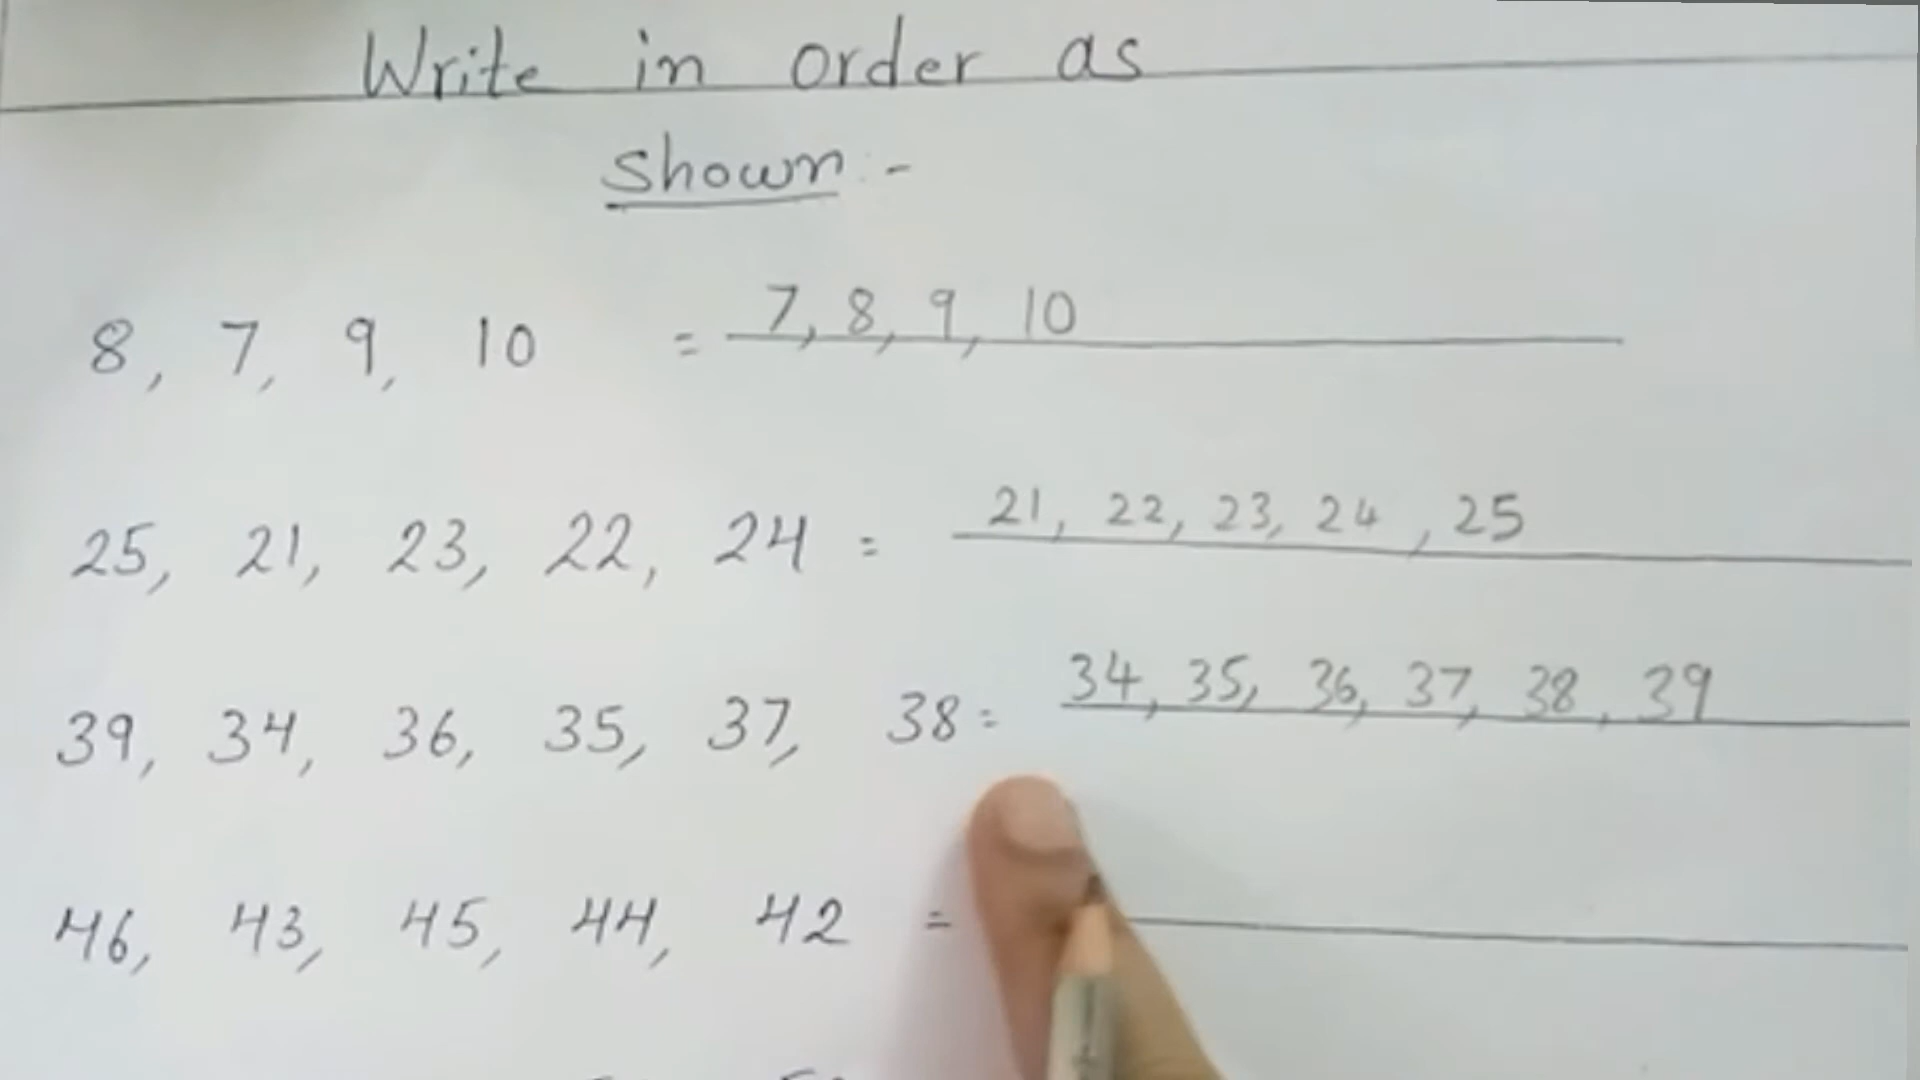 Write in order as
Shown :-
8, 7, 9, 10 = 7, 8, 9, 10
25, 21, 23, 22, 24 = 21, 22, 23, 24, 25
39, 34, 36, 35, 37, 38 = 34, 35, 36, 37, 38, 39
46, 43, 45, 44, 42 =